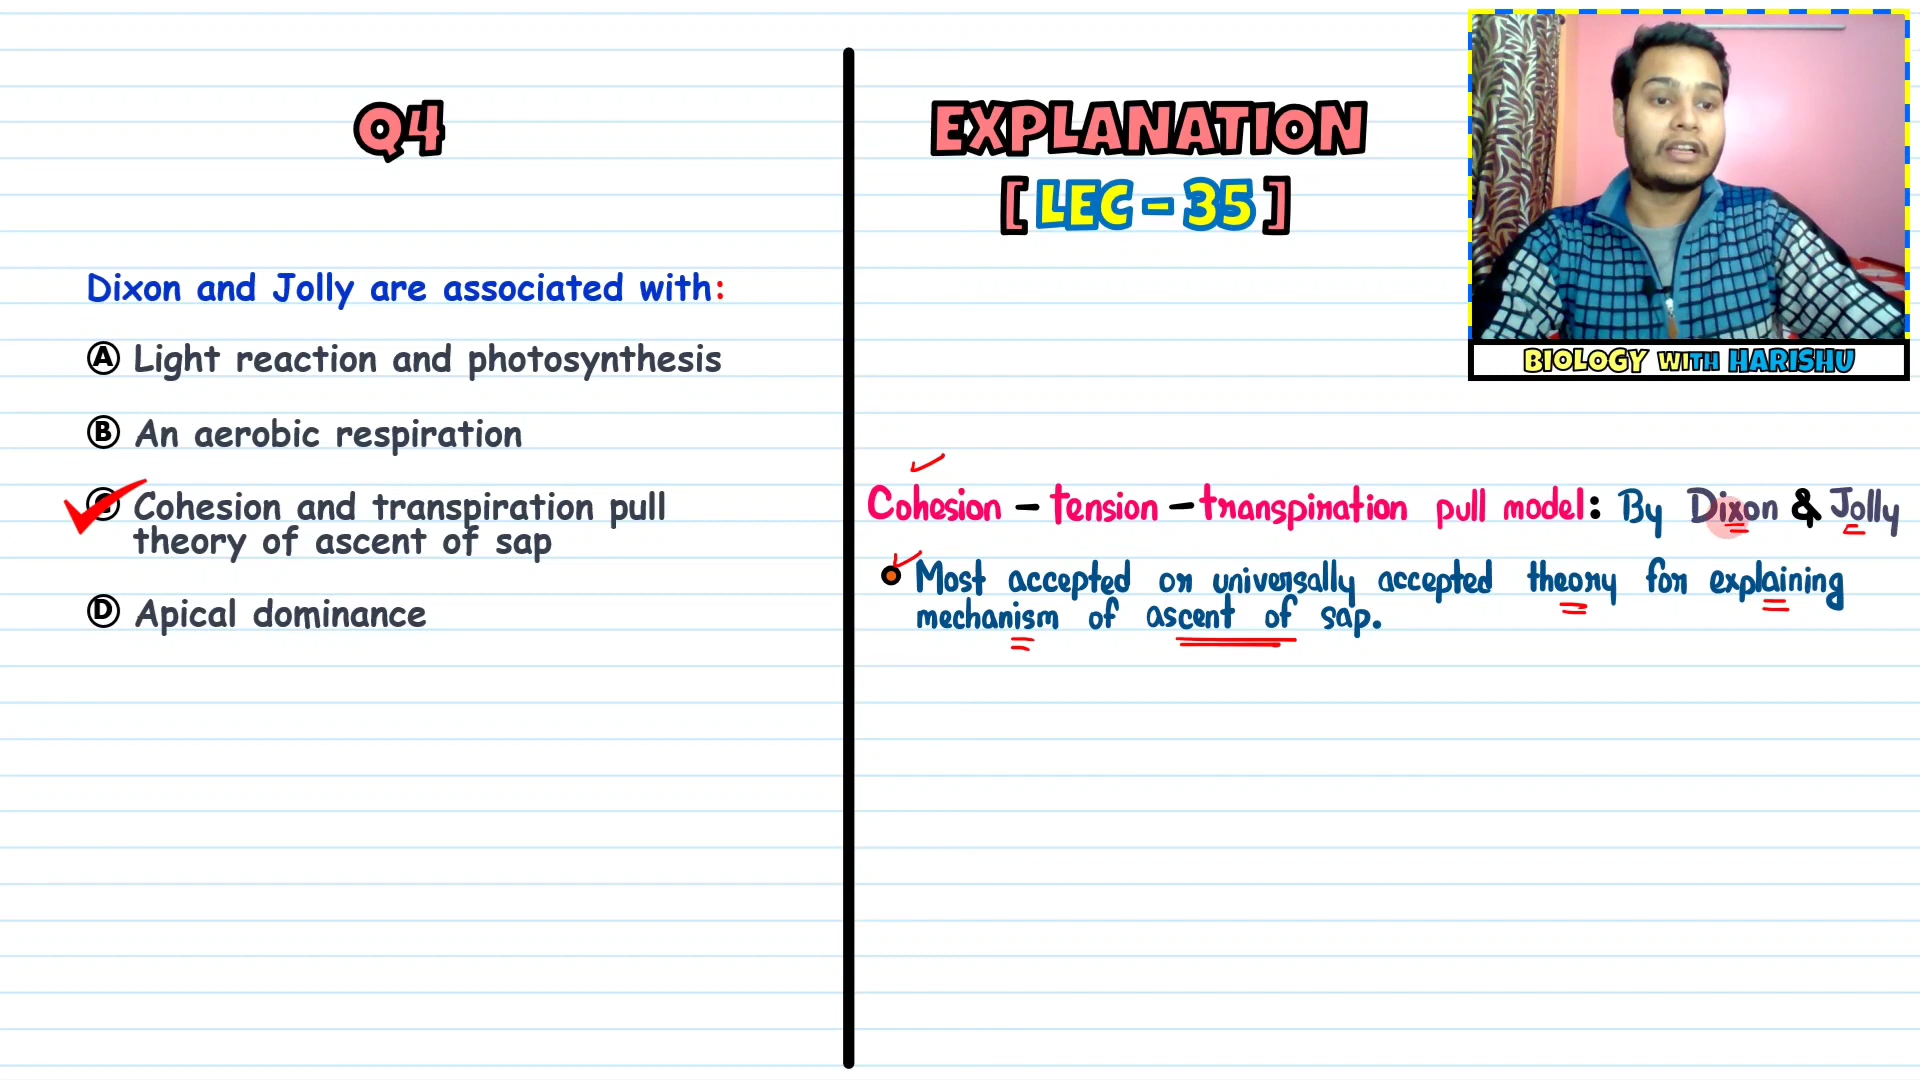 Q4
Dixon and Jolly are associated with:
A Light reaction and photosynthesis
B An aerobic respiration
Cohesion and transpiration pull
theory of ascent of sap
D Apical dominance
EXPLANATION
[ LEC - 35 ]
BIOLOGY WITH HARISHU
Cohesion - tension - transpiration pull model: By Dixon & Jolly
Most accepted or universally accepted theory for explaining
mechanism of ascent of sap.